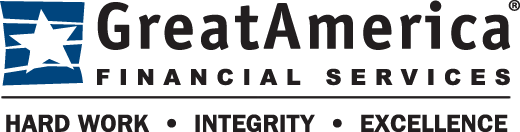 GreatAmerica®
FINANCIAL SERVICES
HARD WORK • INTEGRITY • EXCELLENCE